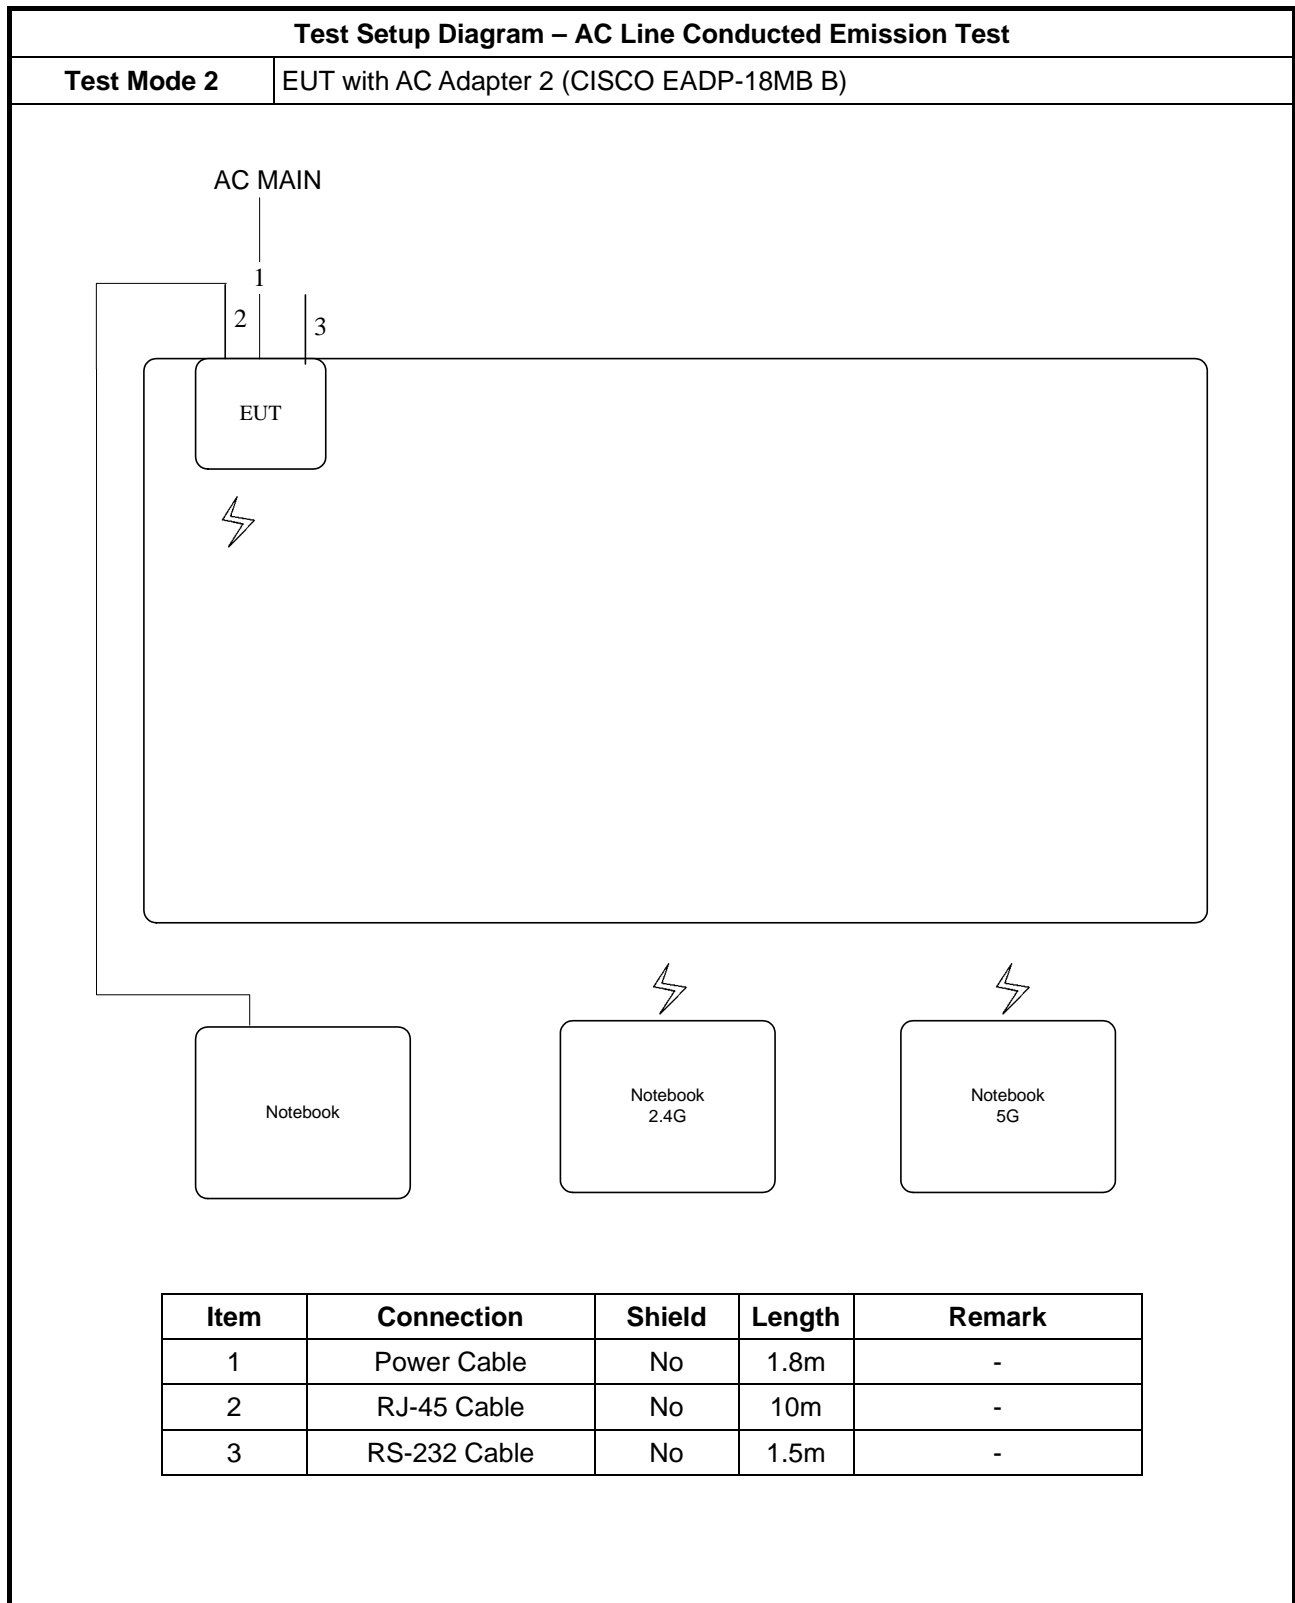 Test Setup Diagram – AC Line Conducted Emission Test
Test Mode 2 EUT with AC Adapter 2 (CISCO EADP-18MB B)
AC MAIN
1
2
3
EUT
Notebook
Notebook
2.4G
Notebook
5G
Item Connection Shield Length Remark
1 Power Cable No 1.8m -
2 RJ-45 Cable No 10m -
3 RS-232 Cable No 1.5m -